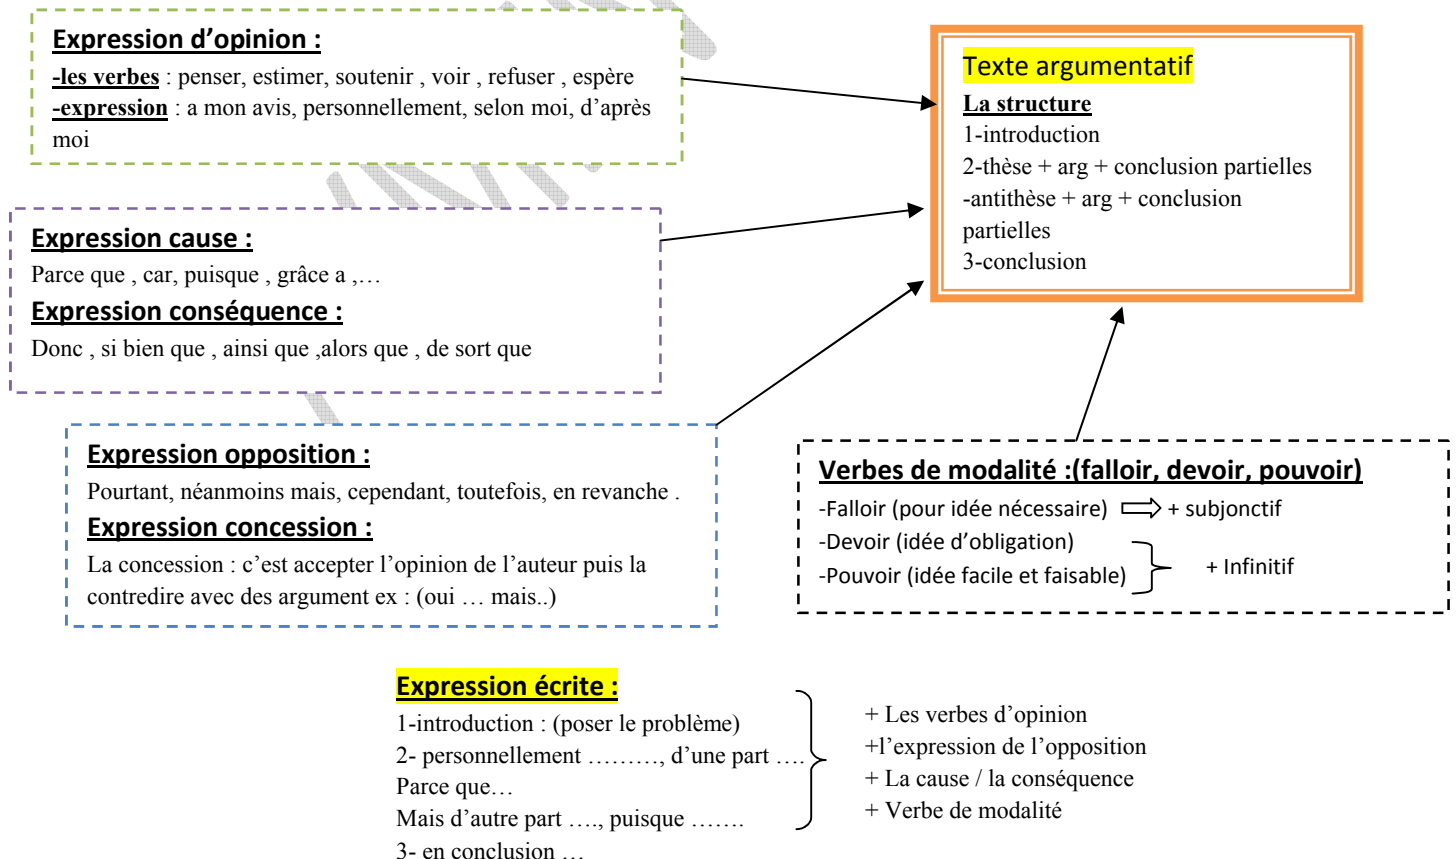 Expression d’opinion :
-les verbes : penser, estimer, soutenir , voir , refuser , espère
-expression : a mon avis, personnellement, selon moi, d’après
moi
Texte argumentatif
La structure
1-introduction
2-thèse + arg + conclusion partielles
-antithèse + arg + conclusion
partielles
3-conclusion
Expression cause :
Parce que , car, puisque , grâce a ,…
Expression conséquence :
Donc , si bien que , ainsi que ,alors que , de sort que
Expression opposition :
Pourtant, néanmoins mais, cependant, toutefois, en revanche .
Expression concession :
La concession : c’est accepter l’opinion de l’auteur puis la
contredire avec des argument ex : (oui … mais..)
Verbes de modalité :(falloir, devoir, pouvoir)
-Falloir (pour idée nécessaire) + subjonctif
-Devoir (idée d’obligation)
-Pouvoir (idée facile et faisable)
+ Infinitif
Expression écrite :
1-introduction : (poser le problème)
2- personnellement ………, d’une part ….
Parce que…
Mais d’autre part …., puisque …….
3- en conclusion …
+ Les verbes d’opinion
+l’expression de l’opposition
+ La cause / la conséquence
+ Verbe de modalité